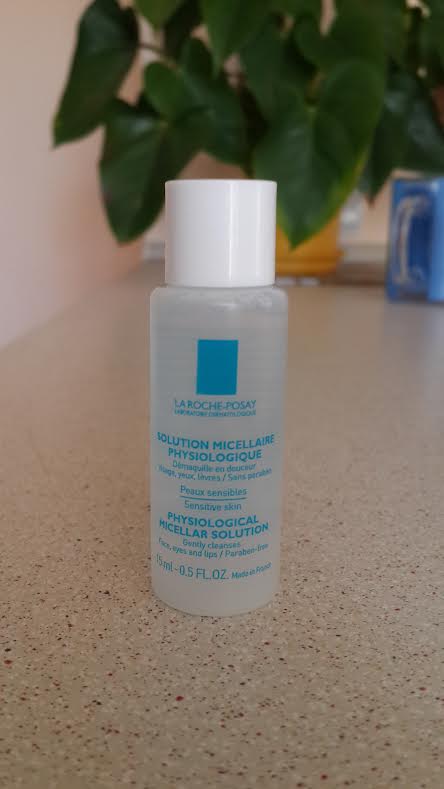 LA ROCHE-POSAY
LABORATOIRE DERMATOLOGIQUE
SOLUTION MICELLAIRE
PHYSIOLOGIQUE
Démaquille en douceur
Visage, yeux, lèvres / Sans parabén
Peaux sensibles
Sensitive skin
PHYSIOLOGICAL
MICELLAR SOLUTION
Gently cleanses
Face, eyes and lips / Paraben-free
15 ml - 0.5 FL.OZ. Made in France